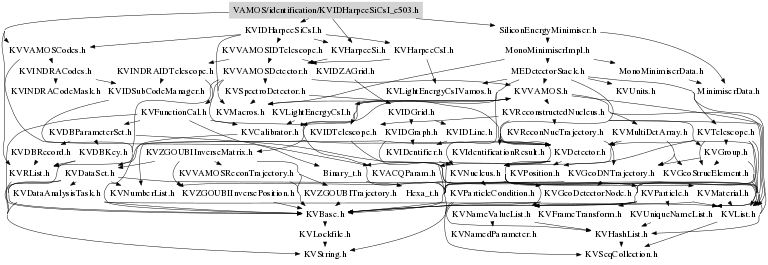 VAMOS/identification/KVIDHarpeeSiCsI_e503.h
KVIDHarpeeSiCsI.h SiliconEnergyMinimiser.h
KVVAMOSCodes.h KVVAMOSIDTelescope.h KVHarpeeSi.h KVHarpeeCsI.h MonoMinimiserImpl.h
KVINDRACodes.h KVINDRAIDTelescope.h KVVAMOSDetector.h KVIDZAGrid.h MEDetectorStack.h MonoMinimiserData.h
KVINDRACodeMask.h KVIDSubCodeManager.h KVSpectroDetector.h KVLightEnergyCsIVamos.h KVVAMOS.h KVUnits.h MinimiserData.h
KVFunctionCal.h KVMacros.h KVLightEnergyCsI.h KVIDGrid.h KVReconstructedNucleus.h
KVDBParameterSet.h KVCalibrator.h KVIDTelescope.h KVIDGraph.h KVIDLine.h KVReconNucTrajectory.h KVMultiDetArray.h KVTelescope.h
KVDBRecord.h KVDBKey.h KVZGOUBIInverseMatrix.h KVIDentifier.h KVIdentificationResult.h KVDetector.h KVGroup.h
KVRList.h KVDataSet.h KVVAMOSReconTrajectory.h Binary_t.h KVACQParam.h KVNucleus.h KVPosition.h KVGeoDNTrajectory.h KVGeoStrucElement.h
KVDataAnalysisTask.h KVNumberList.h KVZGOUBIInversePosition.h KVZGOUBITrajectory.h Hexa_t.h KVParticleCondition.h KVGeoDetectorNode.h KVParticle.h KVMaterial.h
KVBase.h KVNameValueList.h KVFrameTransform.h KVUniqueNameList.h KVList.h
KVLockfile.h KVNamedParameter.h KVHashList.h
KVString.h KVSeqCollection.h